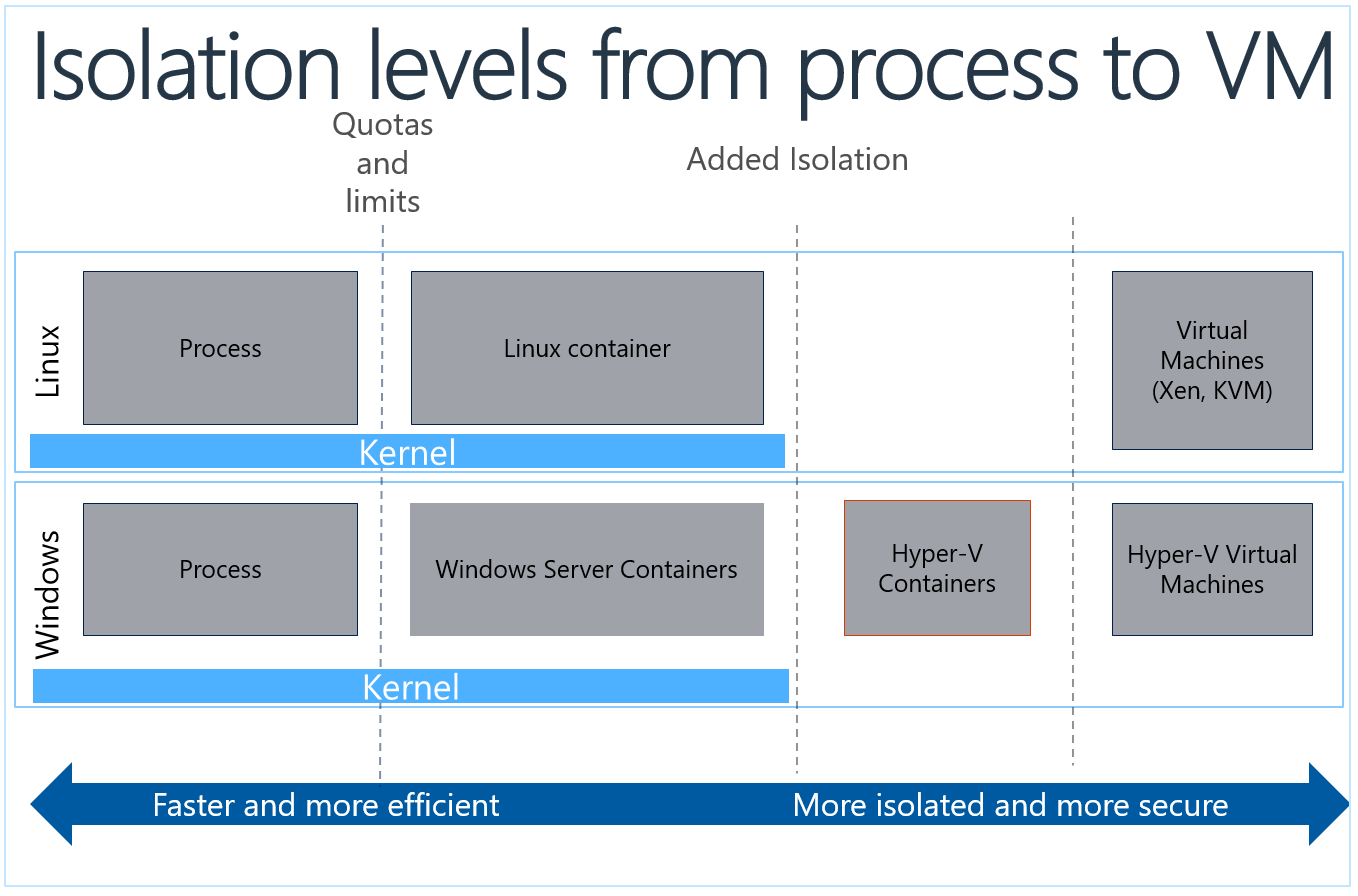 Isolation levels from process to VM
Quotas
and
limits
Added Isolation
Linux
Process
Linux container
Virtual
Machines
(Xen, KVM)
Kernel
Windows
Process
Windows Server Containers
Hyper-V
Containers
Hyper-V Virtual
Machines
Kernel
Faster and more efficient
More isolated and more secure